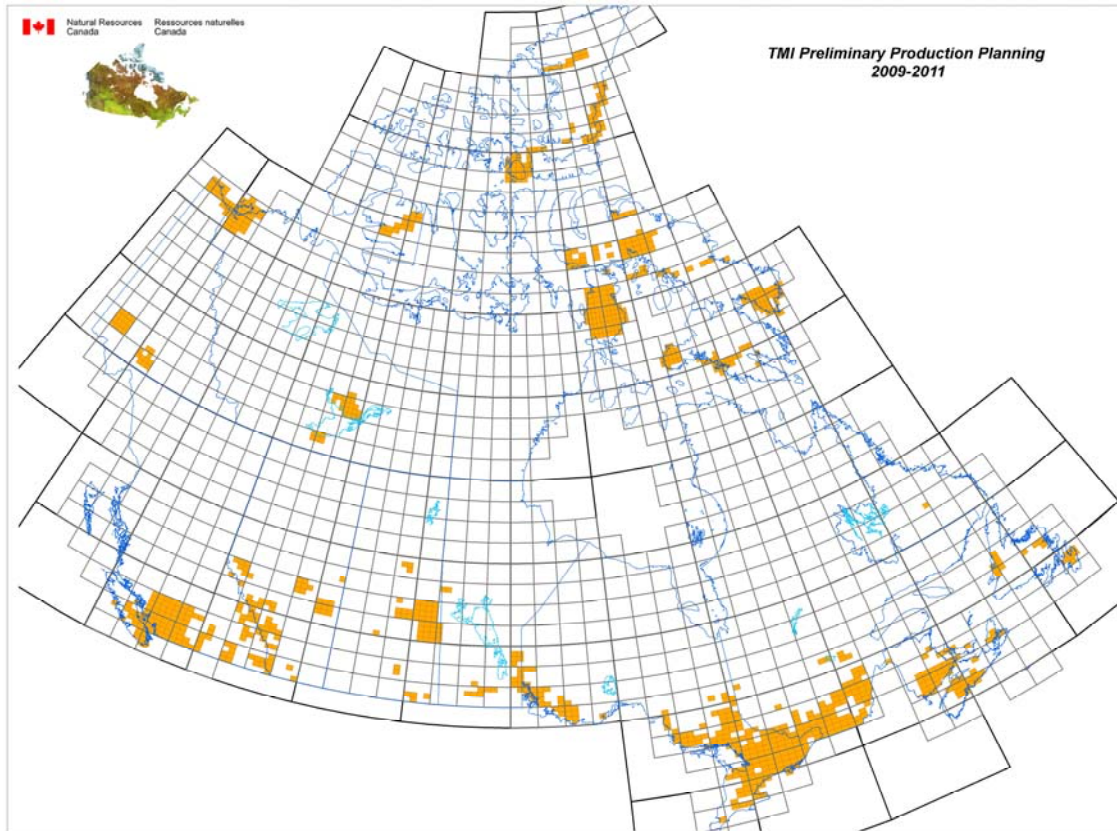 Natural Resources Ressources naturelles
Canada Canada
TMI Preliminary Production Planning
2009-2011